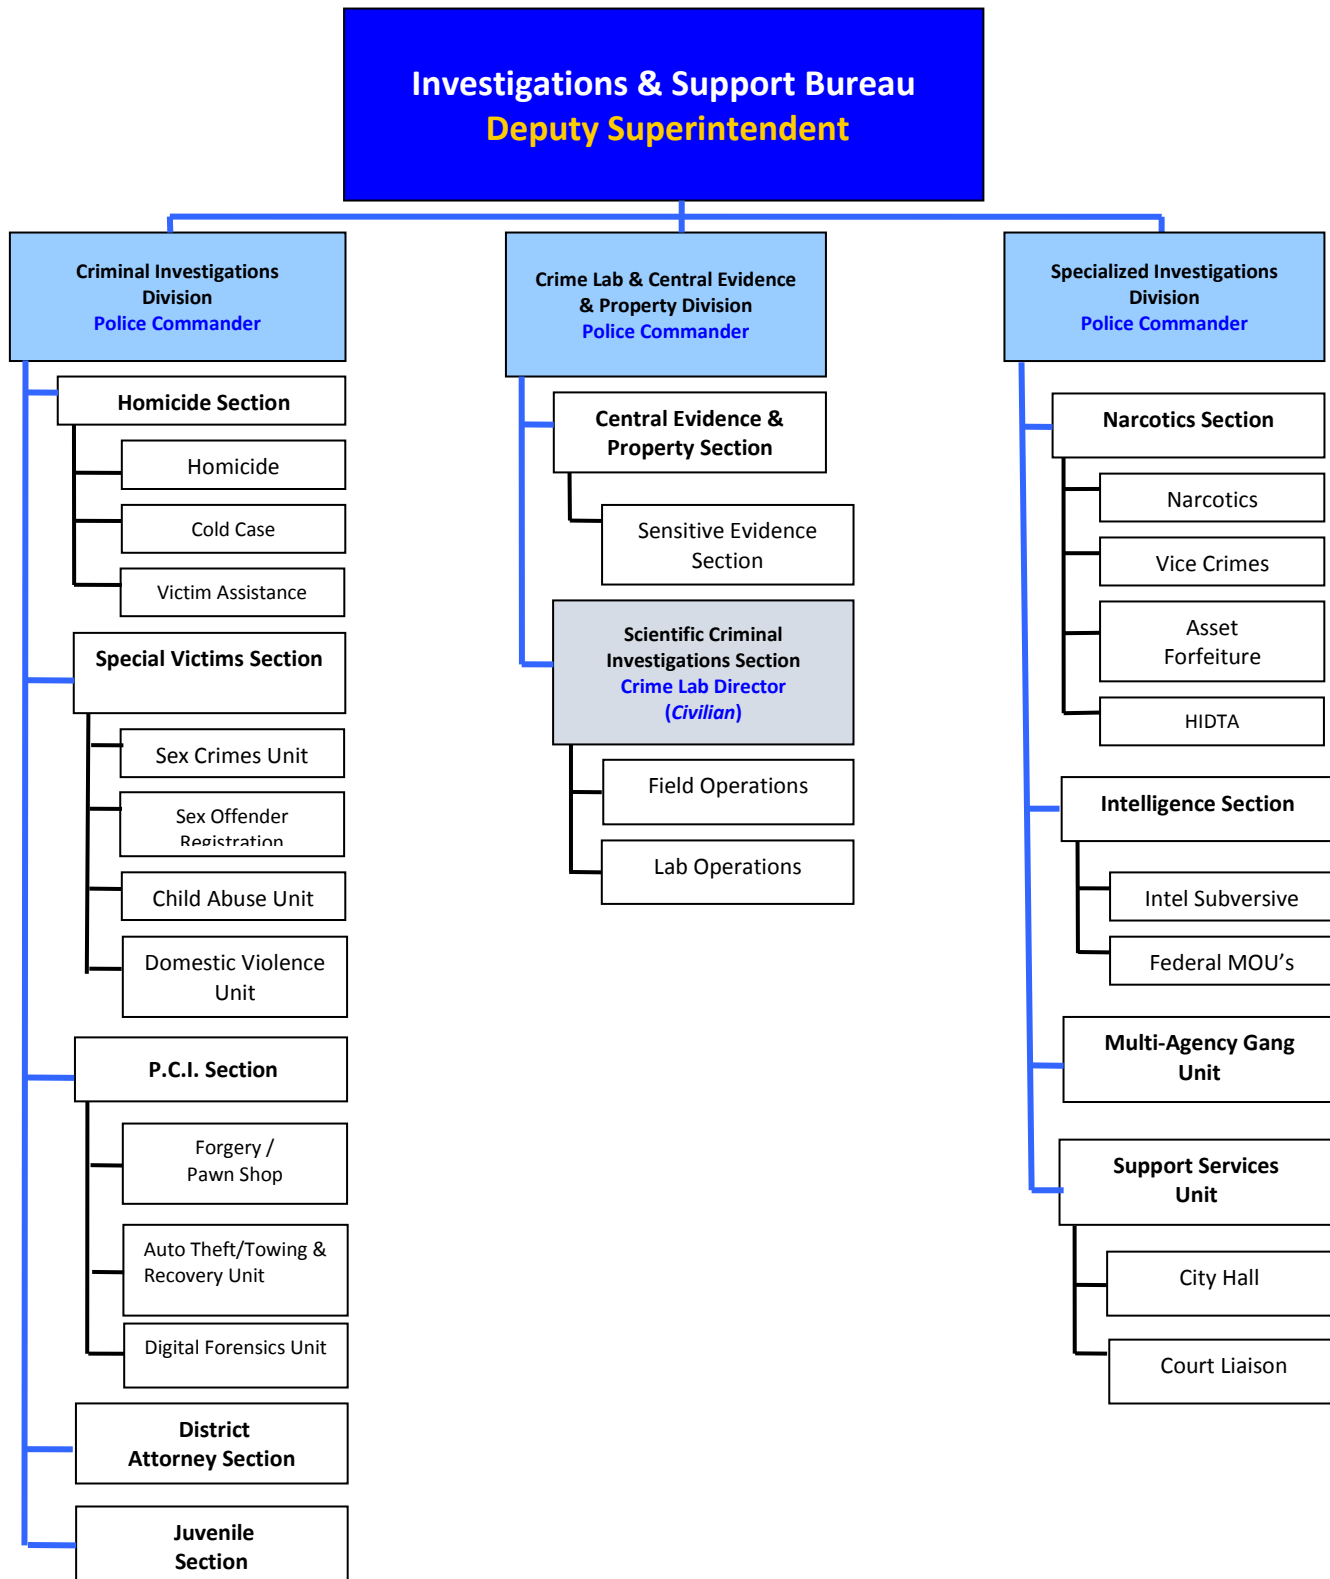 Investigations & Support Bureau
Deputy Superintendent
Criminal Investigations
Division
Police Commander
Homicide Section
Homicide
Cold Case
Victim Assistance
Special Victims Section
Sex Crimes Unit
Sex Offender
Registration
Child Abuse Unit
Domestic Violence
Unit
P.C.I. Section
Forgery /
Pawn Shop
Auto Theft/Towing &
Recovery Unit
Digital Forensics Unit
District
Attorney Section
Juvenile
Section
Crime Lab & Central Evidence
& Property Division
Police Commander
Central Evidence &
Property Section
Sensitive Evidence
Section
Scientific Criminal
Investigations Section
Crime Lab Director
(Civilian)
Field Operations
Lab Operations
Specialized Investigations
Division
Police Commander
Narcotics Section
Narcotics
Vice Crimes
Asset
Forfeiture
HIDTA
Intelligence Section
Intel Subversive
Federal MOU’s
Multi-Agency Gang
Unit
Support Services
Unit
City Hall
Court Liaison